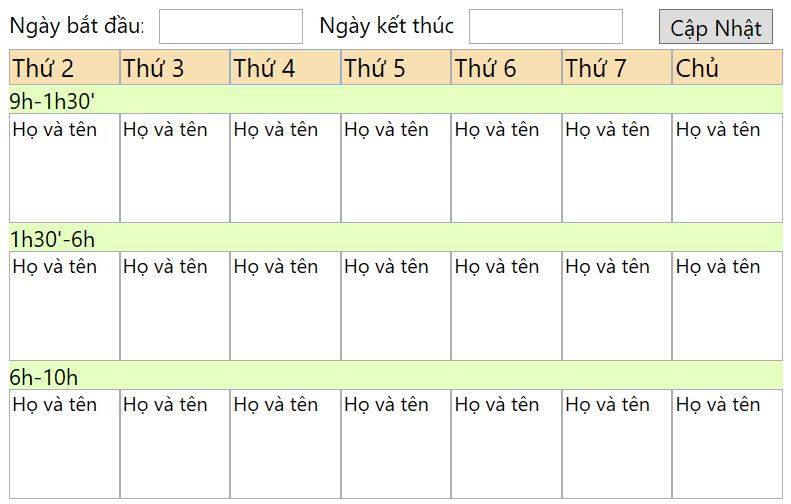 Ngày bắt đầu: Ngày kết thúc Cập Nhật
Thứ 2 Thứ 3 Thứ 4 Thứ 5 Thứ 6 Thứ 7 Chủ
9h-1h30'
Họ và tên Họ và tên Họ và tên Họ và tên Họ và tên Họ và tên Họ và tên
1h30'-6h
Họ và tên Họ và tên Họ và tên Họ và tên Họ và tên Họ và tên Họ và tên
6h-10h
Họ và tên Họ và tên Họ và tên Họ và tên Họ và tên Họ và tên Họ và tên